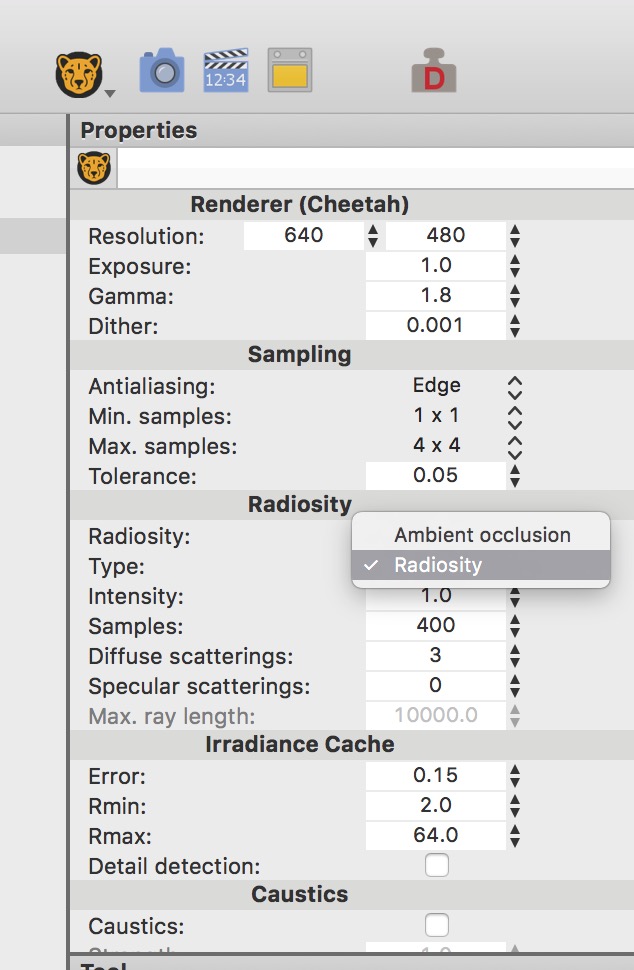 12:34
D
Properties
Renderer (Cheetah)
Resolution: 640 480
Exposure: 1.0
Gamma: 1.8
Dither: 0.001
Sampling
Antialiasing: Edge
Min. samples: 1 x 1
Max. samples: 4 x 4
Tolerance: 0.05
Radiosity
Radiosity: Ambient occlusion
Type: ✓ Radiosity
Intensity: 1.0
Samples: 400
Diffuse scatterings: 3
Specular scatterings: 0
Max. ray length: 10000.0
Irradiance Cache
Error: 0.15
Rmin: 2.0
Rmax: 64.0
Detail detection:
Caustics
Caustics: